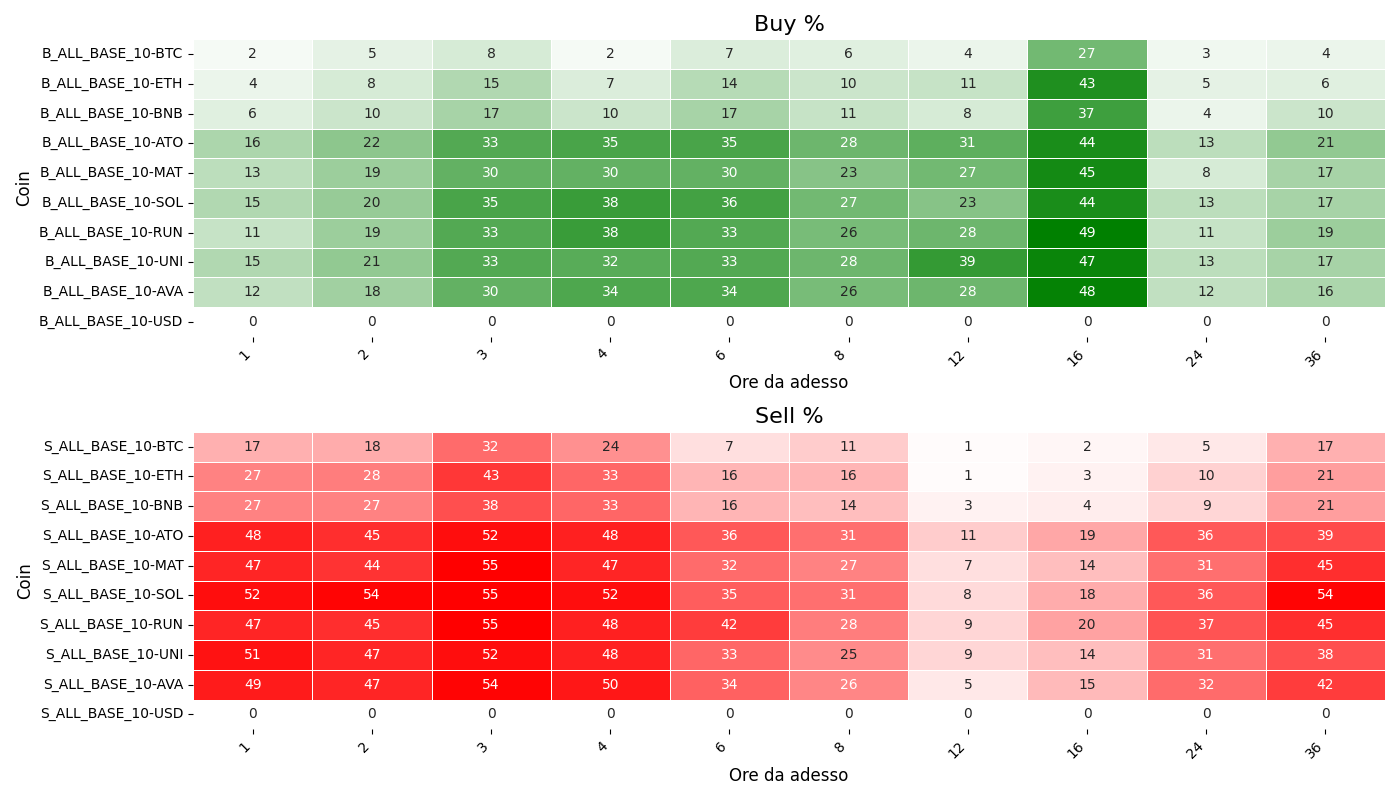 Buy %
Coin
B_ALL_BASE_10-BTC 2 5 8 2 7 6 4 27 3 4
B_ALL_BASE_10-ETH 4 8 15 7 14 10 11 43 5 6
B_ALL_BASE_10-BNB 6 10 17 10 17 11 8 37 4 10
B_ALL_BASE_10-ATO 16 22 33 35 35 28 31 44 13 21
B_ALL_BASE_10-MAT 13 19 30 30 30 23 27 45 8 17
B_ALL_BASE_10-SOL 15 20 35 38 36 27 23 44 13 17
B_ALL_BASE_10-RUN 11 19 33 38 33 26 28 49 11 19
B_ALL_BASE_10-UNI 15 21 33 32 33 28 39 47 13 17
B_ALL_BASE_10-AVA 12 18 30 34 34 26 28 48 12 16
B_ALL_BASE_10-USD 0 0 0 0 0 0 0 0 0 0
1 2 3 4 6 8 12 16 24 36
Ore da adesso
Sell %
Coin
S_ALL_BASE_10-BTC 17 18 32 24 7 11 1 2 5 17
S_ALL_BASE_10-ETH 27 28 43 33 16 16 1 3 10 21
S_ALL_BASE_10-BNB 27 27 38 33 16 14 3 4 9 21
S_ALL_BASE_10-ATO 48 45 52 48 36 31 11 19 36 39
S_ALL_BASE_10-MAT 47 44 55 47 32 27 7 14 31 45
S_ALL_BASE_10-SOL 52 54 55 52 35 31 8 18 36 54
S_ALL_BASE_10-RUN 47 45 55 48 42 28 9 20 37 45
S_ALL_BASE_10-UNI 51 47 52 48 33 25 9 14 31 38
S_ALL_BASE_10-AVA 49 47 54 50 34 26 5 15 32 42
S_ALL_BASE_10-USD 0 0 0 0 0 0 0 0 0 0
1 2 3 4 6 8 12 16 24 36
Ore da adesso